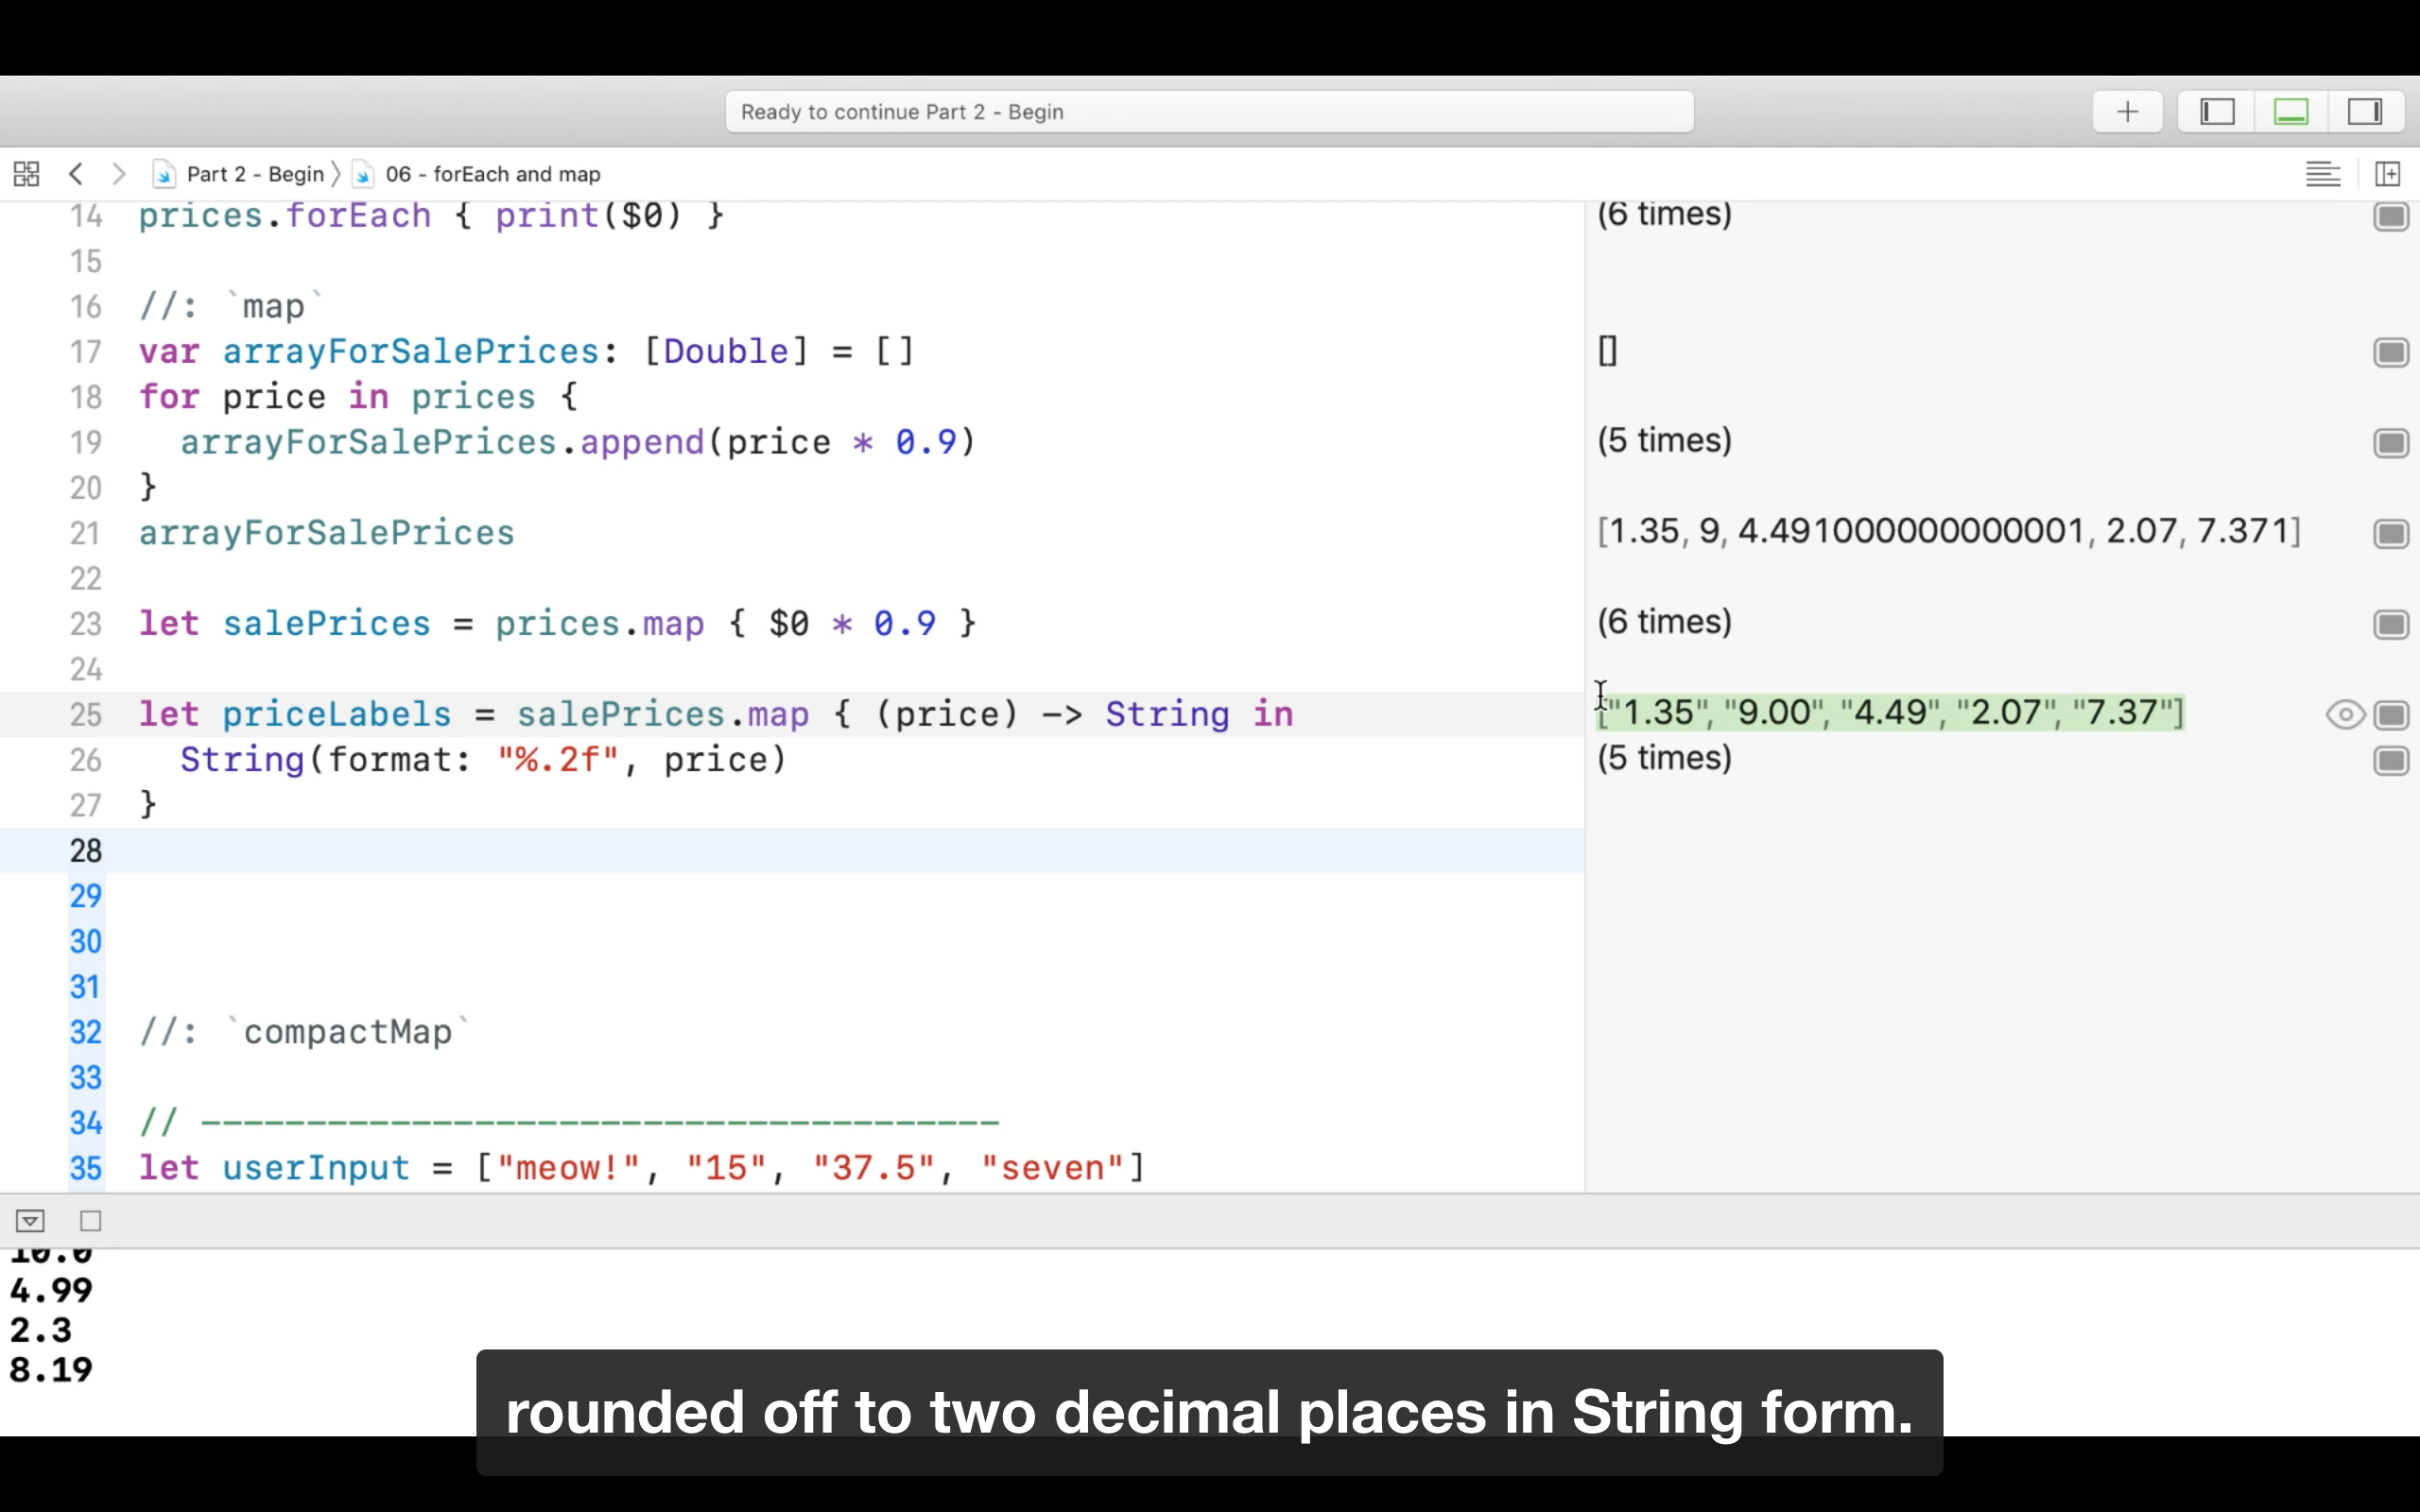 Ready to continue Part 2 - Begin
Part 2 - Begin
06 - forEach and map
14 prices.forEach { print($0) } (6 times)
15
16 //: `map`
17 var arrayForSalePrices: [Double] = [] []
18 for price in prices {
19 arrayForSalePrices.append(price * 0.9) (5 times)
20 }
21 arrayForSalePrices [1.35, 9, 4.491000000000001, 2.07, 7.371]
22
23 let salePrices = prices.map { $0 * 0.9 } (6 times)
24
25 let priceLabels = salePrices.map { (price) -> String in ["1.35", "9.00", "4.49", "2.07", "7.37"]
26 String(format: "%.2f", price) (5 times)
27 }
28
29
30
31
32 //: `compactMap`
33
34 // --------------------------------------
35 let userInput = ["meow!", "15", "37.5", "seven"]
10.0
4.99
2.3
8.19
rounded off to two decimal places in String form.